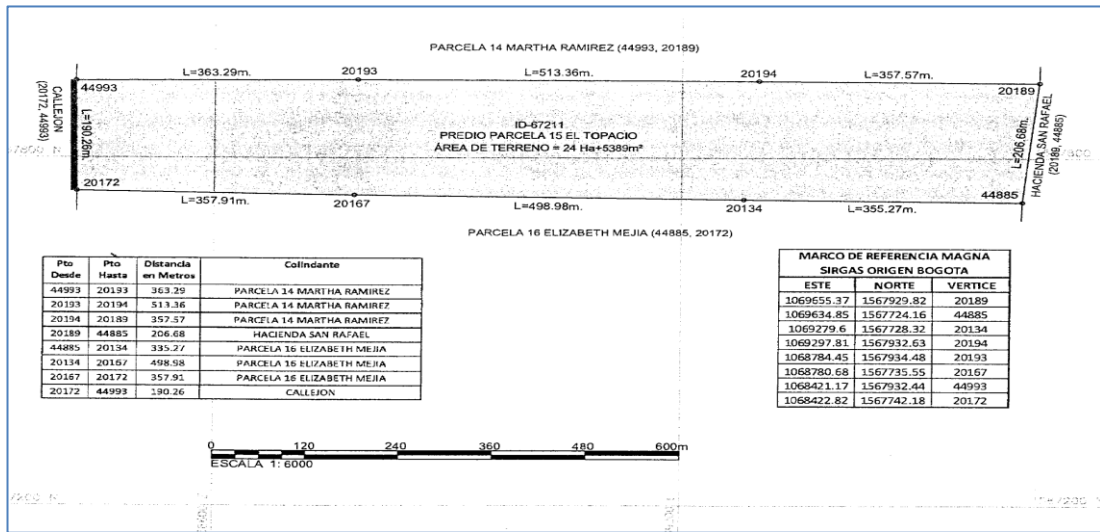 PARCELA 14 MARTHA RAMIREZ (44993, 20189)
L=363.29m. 20193 L=513.36m. 20194 L=357.57m.
44993 20189
CALLEJON
(20172, 44993)
L=190.26m.
ID-67211
PREDIO PARCELA 15 EL TOPACIO
ÁREA DE TERRENO = 24 Ha+5389m²
L=206.68m.
HACIENDA SAN RAFAEL
(20189, 44885)
20172 44885
L=357.91m. 20167 L=498.98m. 20134 L=355.27m.
PARCELA 16 ELIZABETH MEJIA (44885, 20172)
Pto Desde Pto Hasta Distancia en Metros Colindante
44993 20193 363.29 PARCELA 14 MARTHA RAMIREZ
20193 20194 513.36 PARCELA 14 MARTHA RAMIREZ
20194 20189 357.57 PARCELA 14 MARTHA RAMIREZ
20189 44885 206.68 HACIENDA SAN RAFAEL
44885 20134 335.27 PARCELA 16 ELIZABETH MEJIA
20134 20167 498.98 PARCELA 16 ELIZABETH MEJIA
20167 20172 357.91 PARCELA 16 ELIZABETH MEJIA
20172 44993 190.26 CALLEJON
MARCO DE REFERENCIA MAGNA
SIRGAS ORIGEN BOGOTA
ESTE NORTE VERTICE
1069655.37 1567929.82 20189
1069634.85 1567724.16 44885
1069279.6 1567728.32 20134
1069297.81 1567932.63 20194
1068784.45 1567934.48 20193
1068780.68 1567735.55 20167
1068421.17 1567932.44 44993
1068422.82 1567742.18 20172
0 120 240 360 480 600m
ESCALA 1: 6000